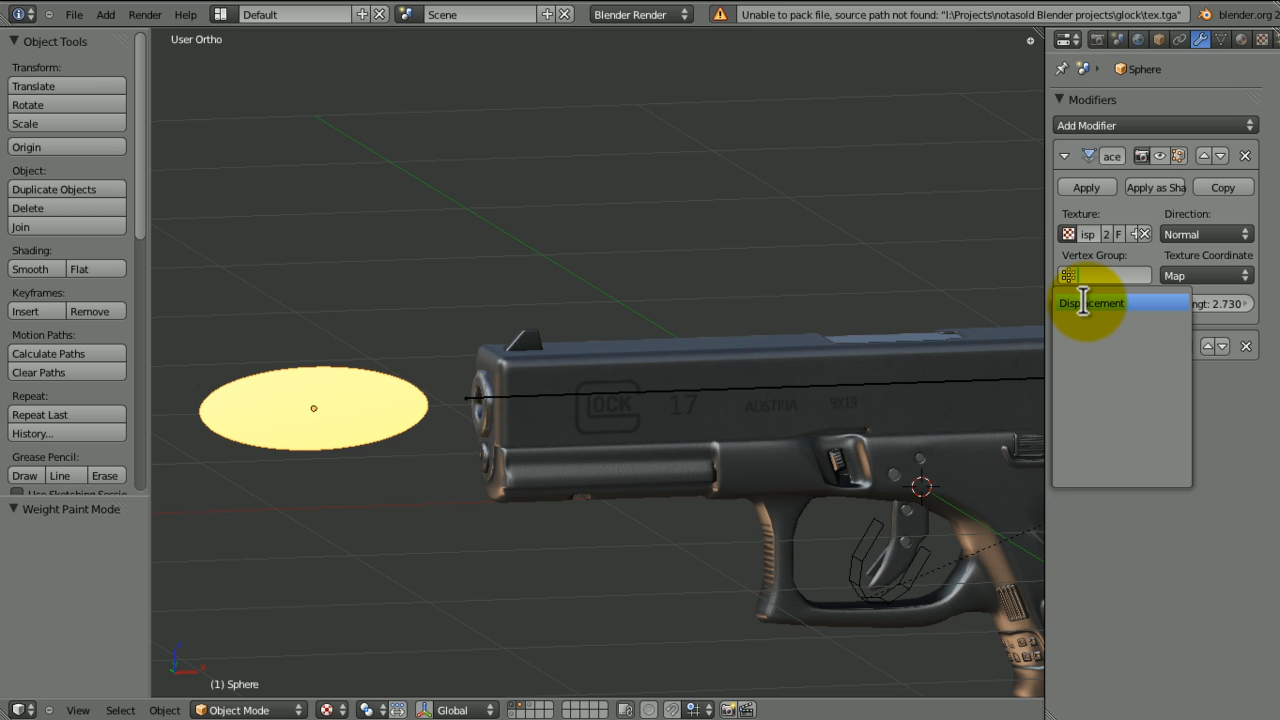 File Add Render Help Default Scene Blender Render Unable to pack file, source path not found: "I:\Projects\notasold Blender projects\glock\tex.tga" blender.org 2
Object Tools
Transform:
Translate
Rotate
Scale
Origin
Object:
Duplicate Objects
Delete
Join
Shading:
Smooth Flat
Keyframes:
Insert Remove
Motion Paths:
Calculate Paths
Clear Paths
Repeat:
Repeat Last
History...
Grease Pencil:
Draw Line Erase
Use Sketching Sessio
Weight Paint Mode
User Ortho
GLOCK 17 AUSTRIA 9X19
(1) Sphere
Sphere
Modifiers
Add Modifier
ace
Apply Apply as Sha Copy
Texture: Direction:
isp 2 F Normal
Vertex Group: Texture Coordinate
Map
Displacement ngt: 2.730
View Select Object Object Mode Global